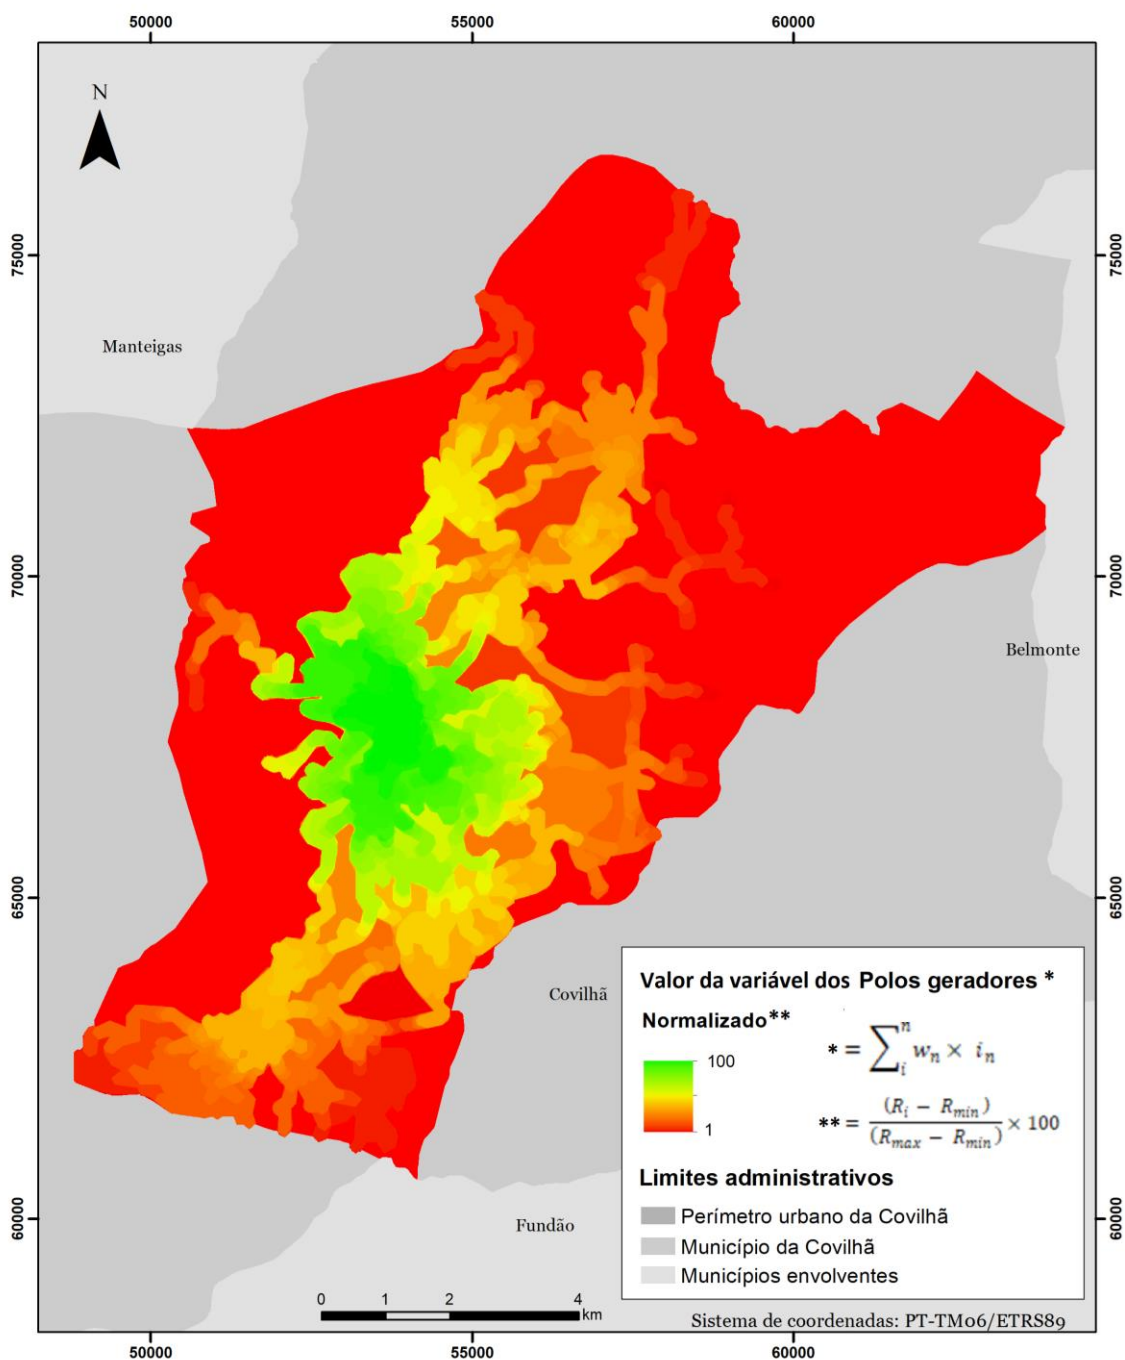 50000 55000 60000
N
75000 75000
Manteigas
70000 70000
Belmonte
65000 65000
Covilhã
Valor da variável dos Polos geradores *
Normalizado**
100
1
* = ∑ⁿᵢ wₙ × iₙ
** = (Rᵢ − Rₘᵢₙ) / (Rₘₐₓ − Rₘᵢₙ) × 100
Limites administrativos
Perímetro urbano da Covilhã
Município da Covilhã
Municípios envolventes
60000 60000
Fundão
0 1 2 4
km
Sistema de coordenadas: PT-TM06/ETRS89
50000 55000 60000